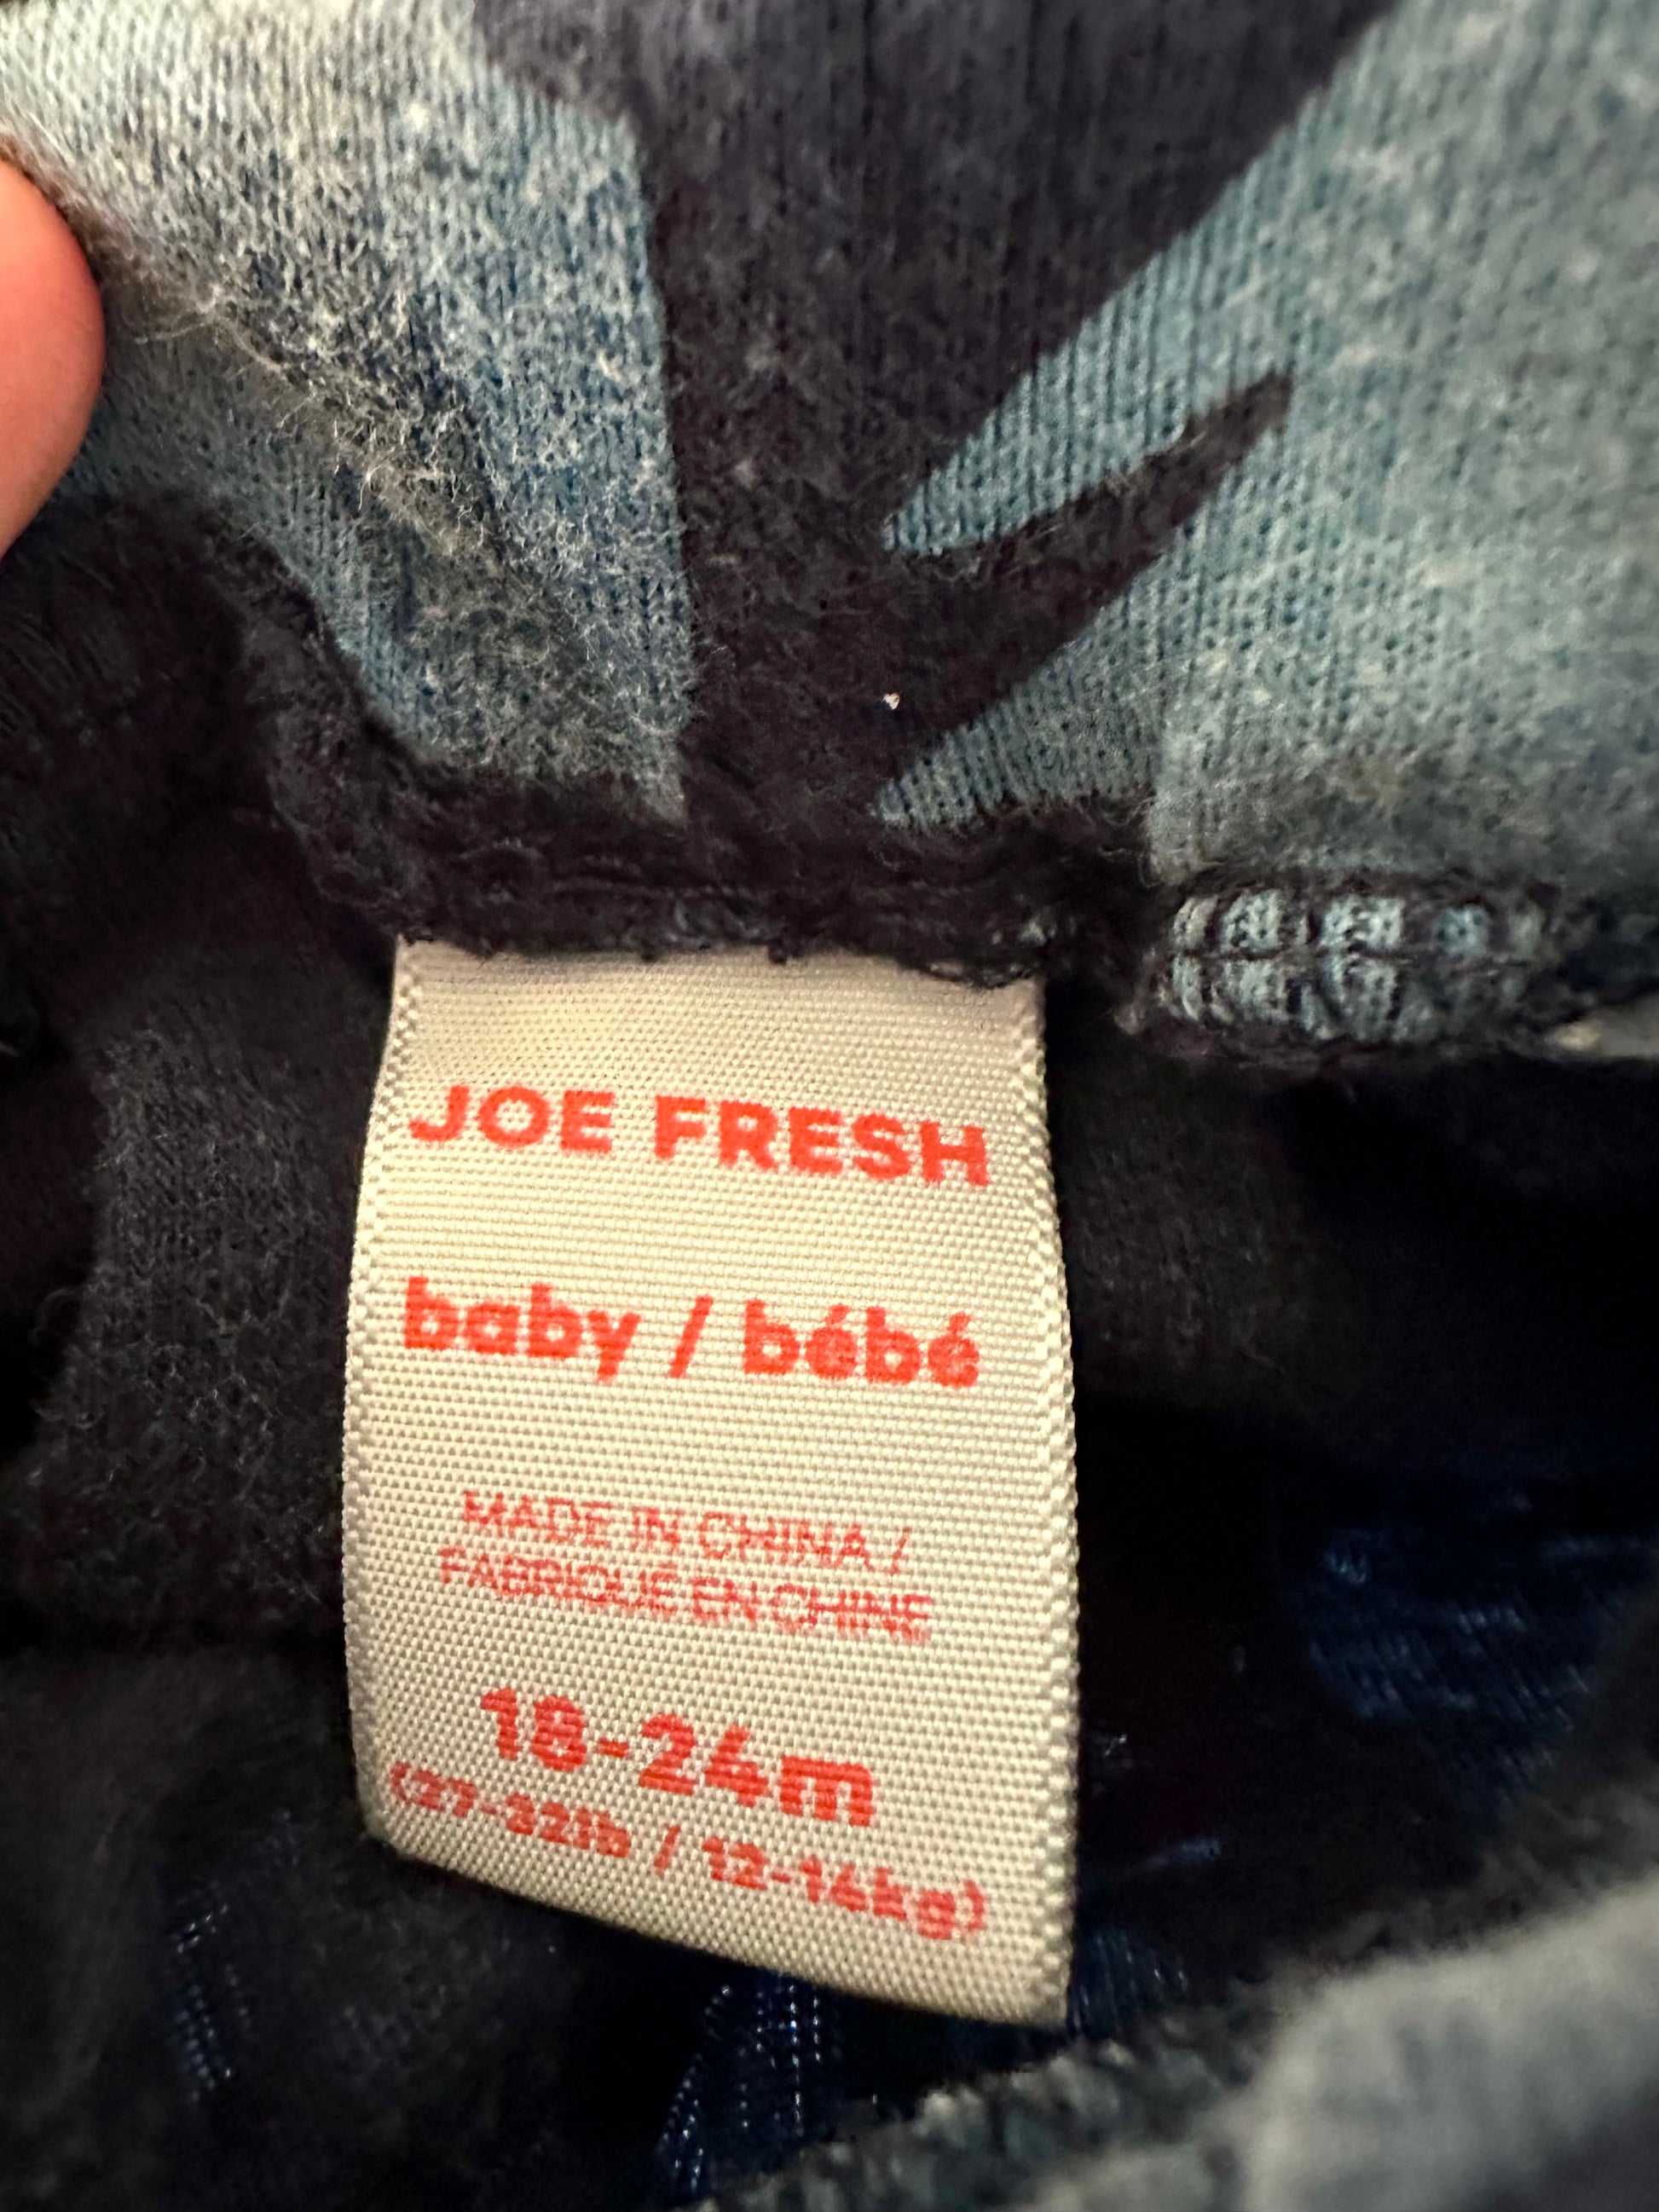 JOE FRESH
baby / bébé
MADE IN CHINA /
FABRIQUÉ EN CHINE
18-24m
(27-32lb / 12-14kg)